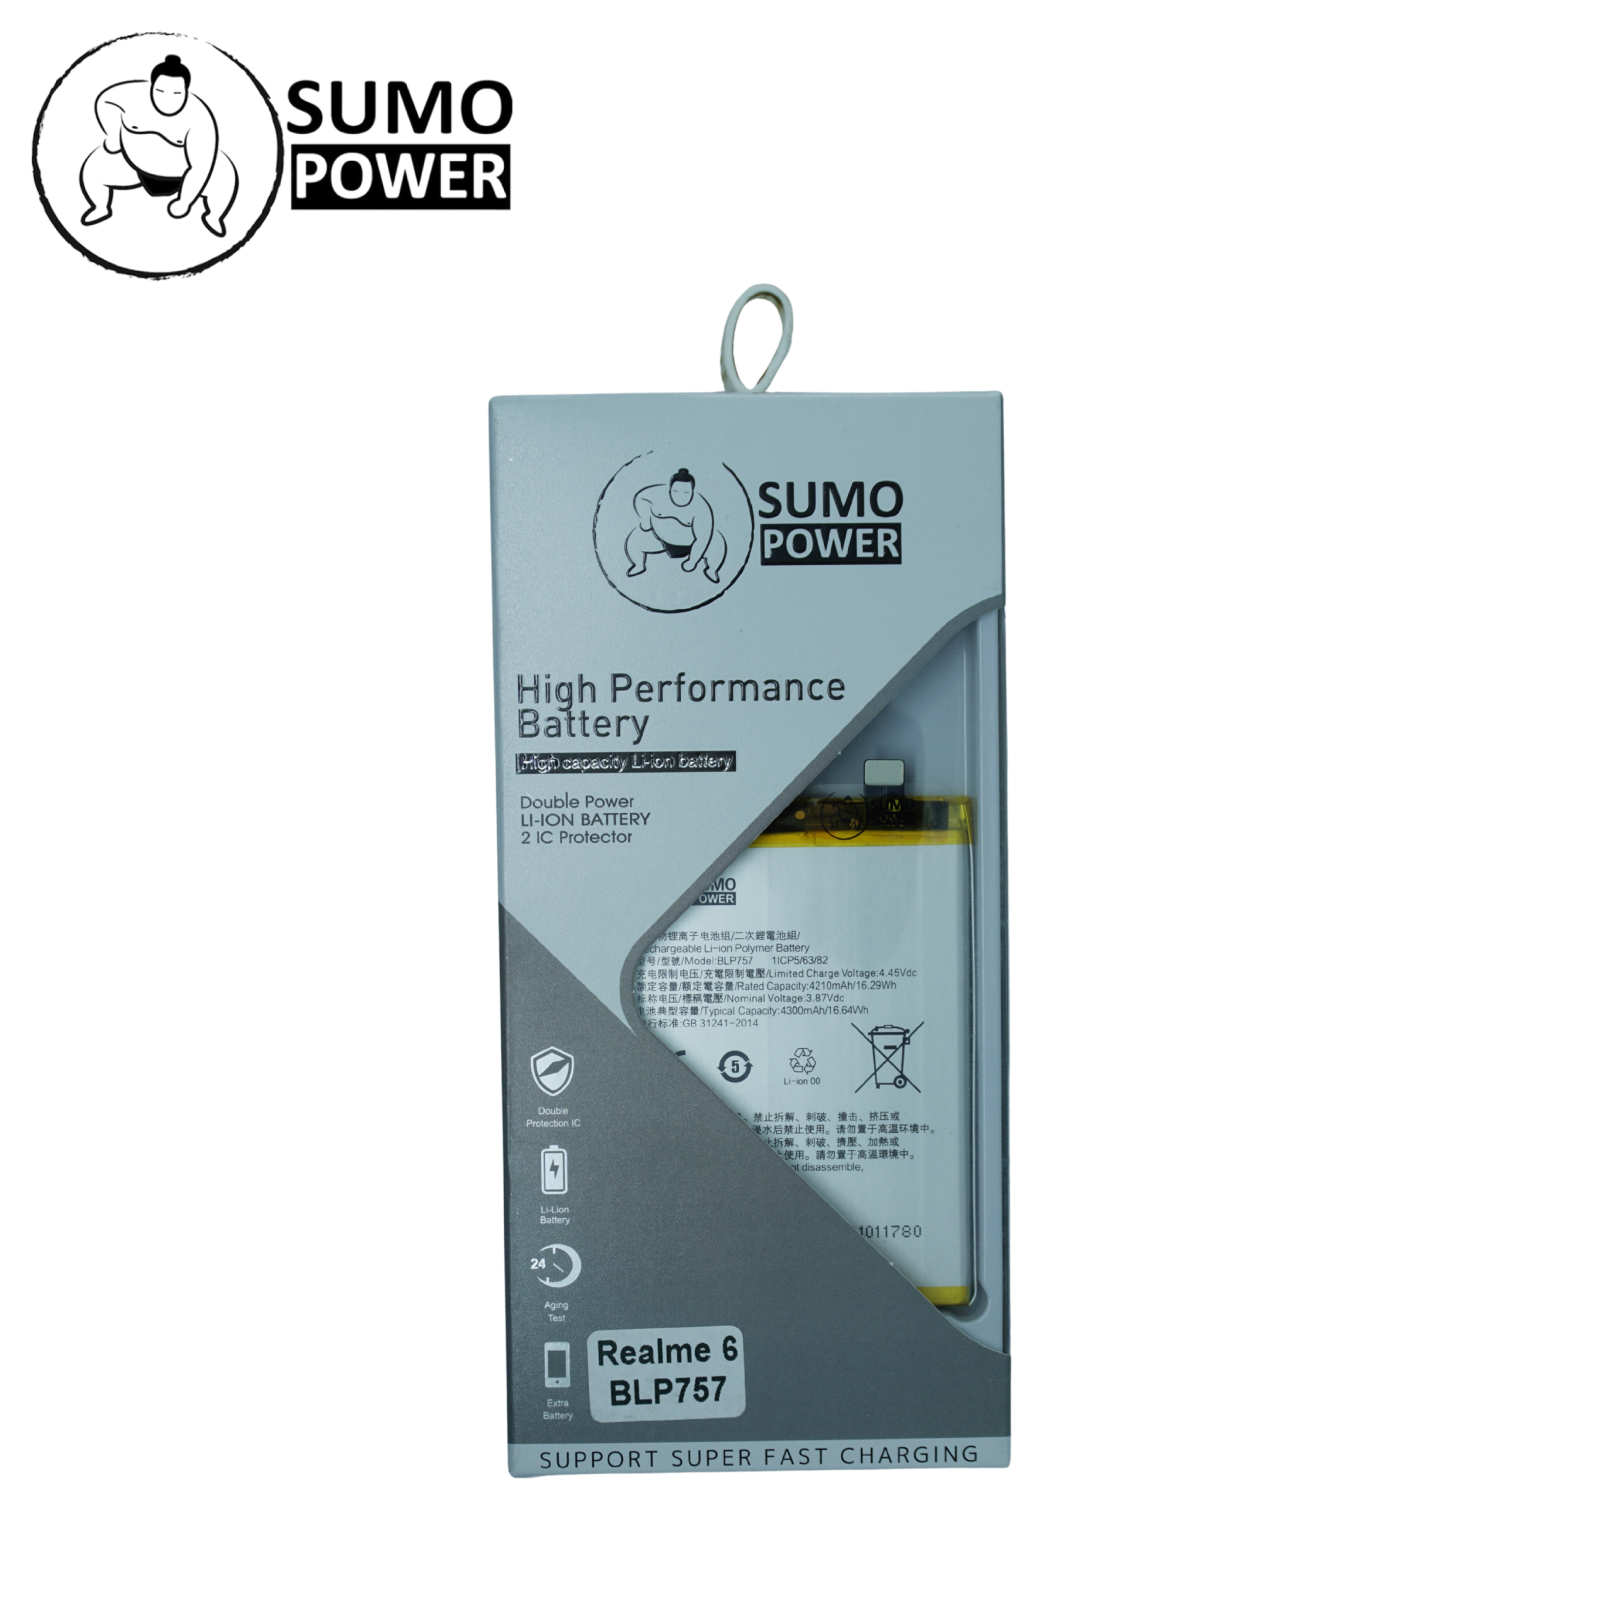 SUMO
POWER
SUMO
POWER
High Performance
Battery
High capacity Li-ion battery
Double Power
LI-ION BATTERY
2 IC Protector
MO
OWER
锂离子电池组/二次鋰電池組/
chargeable Li-ion Polymer Battery
号/型號/Model:BLP757 1ICP5/63/82
充电限制电压/充電限制電壓/Limited Charge Voltage:4.45Vdc
额定容量/額定電容量/Rated Capacity:4210mAh/16.29Wh
标称电压/標稱電壓/Nominal Voltage:3.87Vdc
电池典型容量/Typical Capacity:4300mAh/16.64Wh
行标准:GB 31241-2014
5
Li-ion 00
禁止拆解、刺破、撞击、挤压或
浸水后禁止使用。请勿置于高温环境中。
止拆解、刺破、擠壓、加熱或
止使用。請勿置于高溫環境中。
ot disassemble,
1011780
Double
Protection IC
Li-Lion
Battery
24
Aging
Test
Extra
Battery
Realme 6
BLP757
SUPPORT SUPER FAST CHARGING